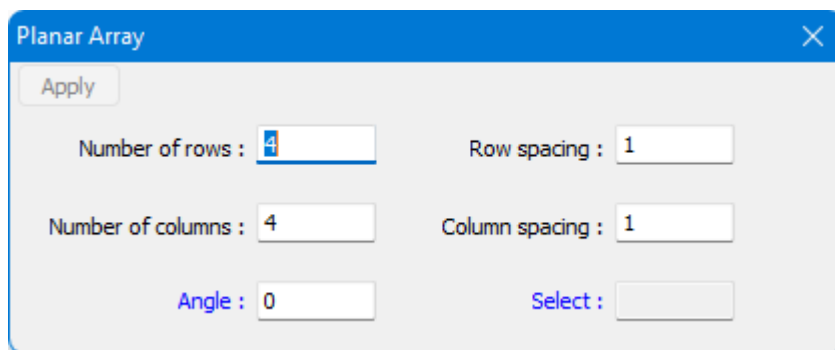 Planar Array
Apply
Number of rows : 4 Row spacing : 1
Number of columns : 4 Column spacing : 1
Angle : 0 Select :